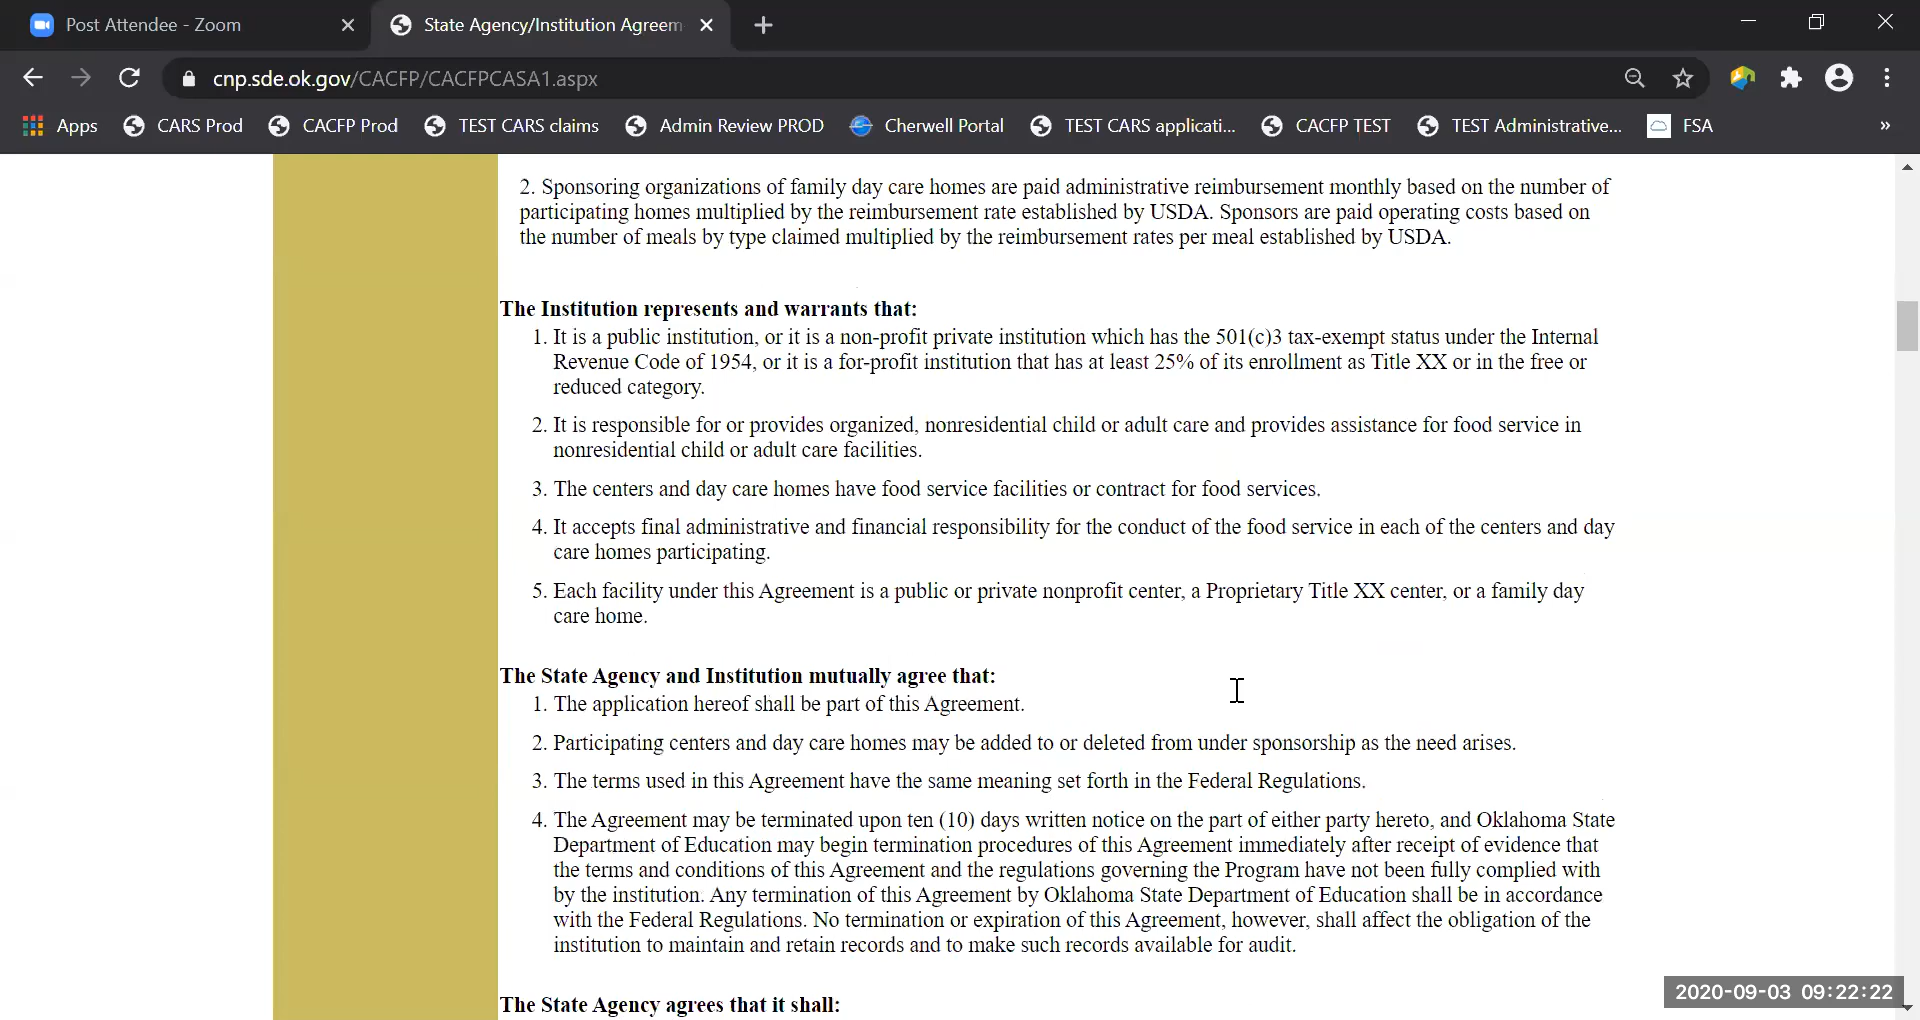 Post Attendee - Zoom
State Agency/Institution Agreem
cnp.sde.ok.gov/CACFP/CACFPCASA1.aspx
Apps CARS Prod CACFP Prod TEST CARS claims Admin Review PROD Cherwell Portal TEST CARS applicati... CACFP TEST TEST Administrative... FSA »
2. Sponsoring organizations of family day care homes are paid administrative reimbursement monthly based on the number of
participating homes multiplied by the reimbursement rate established by USDA. Sponsors are paid operating costs based on
the number of meals by type claimed multiplied by the reimbursement rates per meal established by USDA.
The Institution represents and warrants that:
1. It is a public institution, or it is a non-profit private institution which has the 501(c)3 tax-exempt status under the Internal
Revenue Code of 1954, or it is a for-profit institution that has at least 25% of its enrollment as Title XX or in the free or
reduced category.
2. It is responsible for or provides organized, nonresidential child or adult care and provides assistance for food service in
nonresidential child or adult care facilities.
3. The centers and day care homes have food service facilities or contract for food services.
4. It accepts final administrative and financial responsibility for the conduct of the food service in each of the centers and day
care homes participating.
5. Each facility under this Agreement is a public or private nonprofit center, a Proprietary Title XX center, or a family day
care home.
The State Agency and Institution mutually agree that:
1. The application hereof shall be part of this Agreement.
2. Participating centers and day care homes may be added to or deleted from under sponsorship as the need arises.
3. The terms used in this Agreement have the same meaning set forth in the Federal Regulations.
4. The Agreement may be terminated upon ten (10) days written notice on the part of either party hereto, and Oklahoma State
Department of Education may begin termination procedures of this Agreement immediately after receipt of evidence that
the terms and conditions of this Agreement and the regulations governing the Program have not been fully complied with
by the institution. Any termination of this Agreement by Oklahoma State Department of Education shall be in accordance
with the Federal Regulations. No termination or expiration of this Agreement, however, shall affect the obligation of the
institution to maintain and retain records and to make such records available for audit.
The State Agency agrees that it shall:
2020-09-03 09:22:22